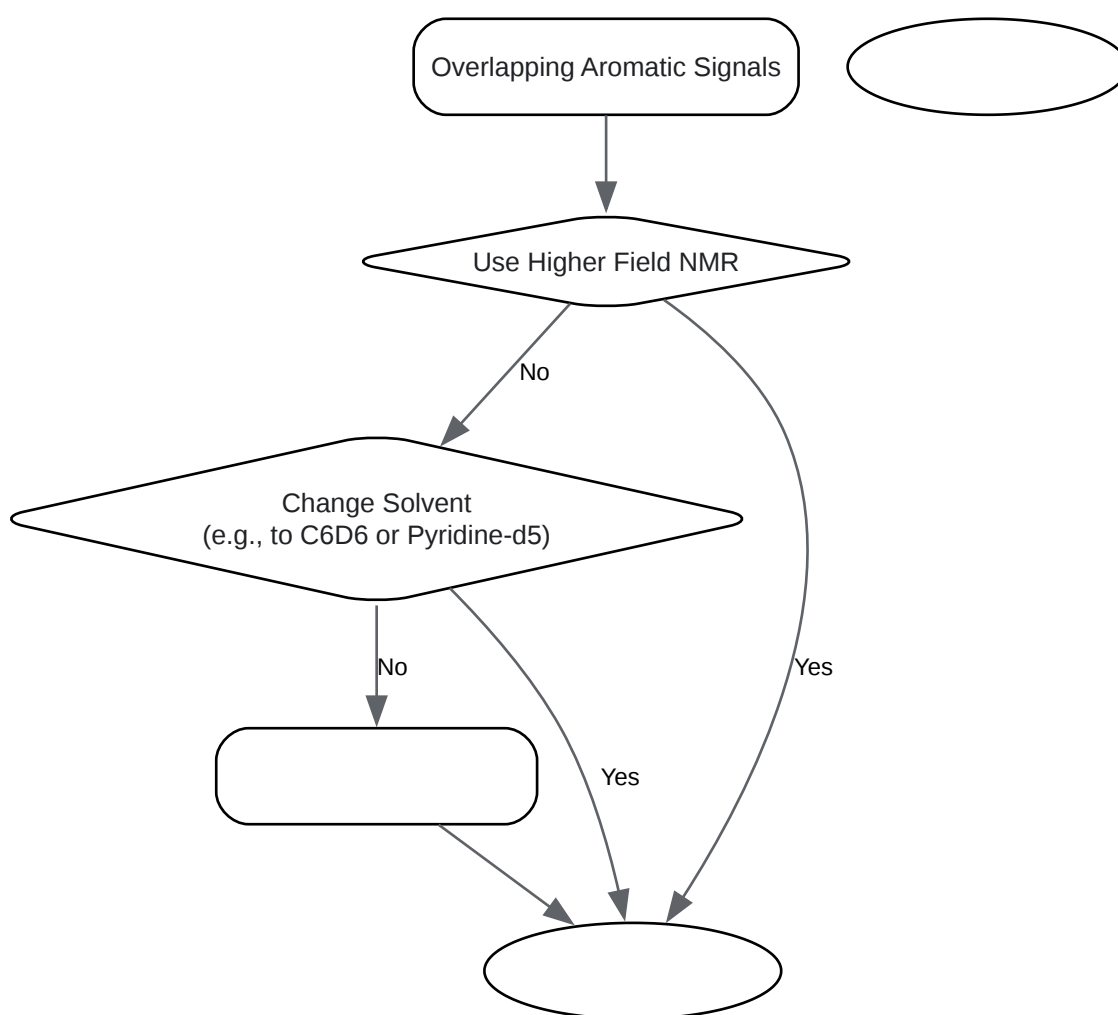 Overlapping Aromatic Signals
Use Higher Field NMR
No
Change Solvent
(e.g., to C6D6 or Pyridine-d5)
No
Yes
Yes